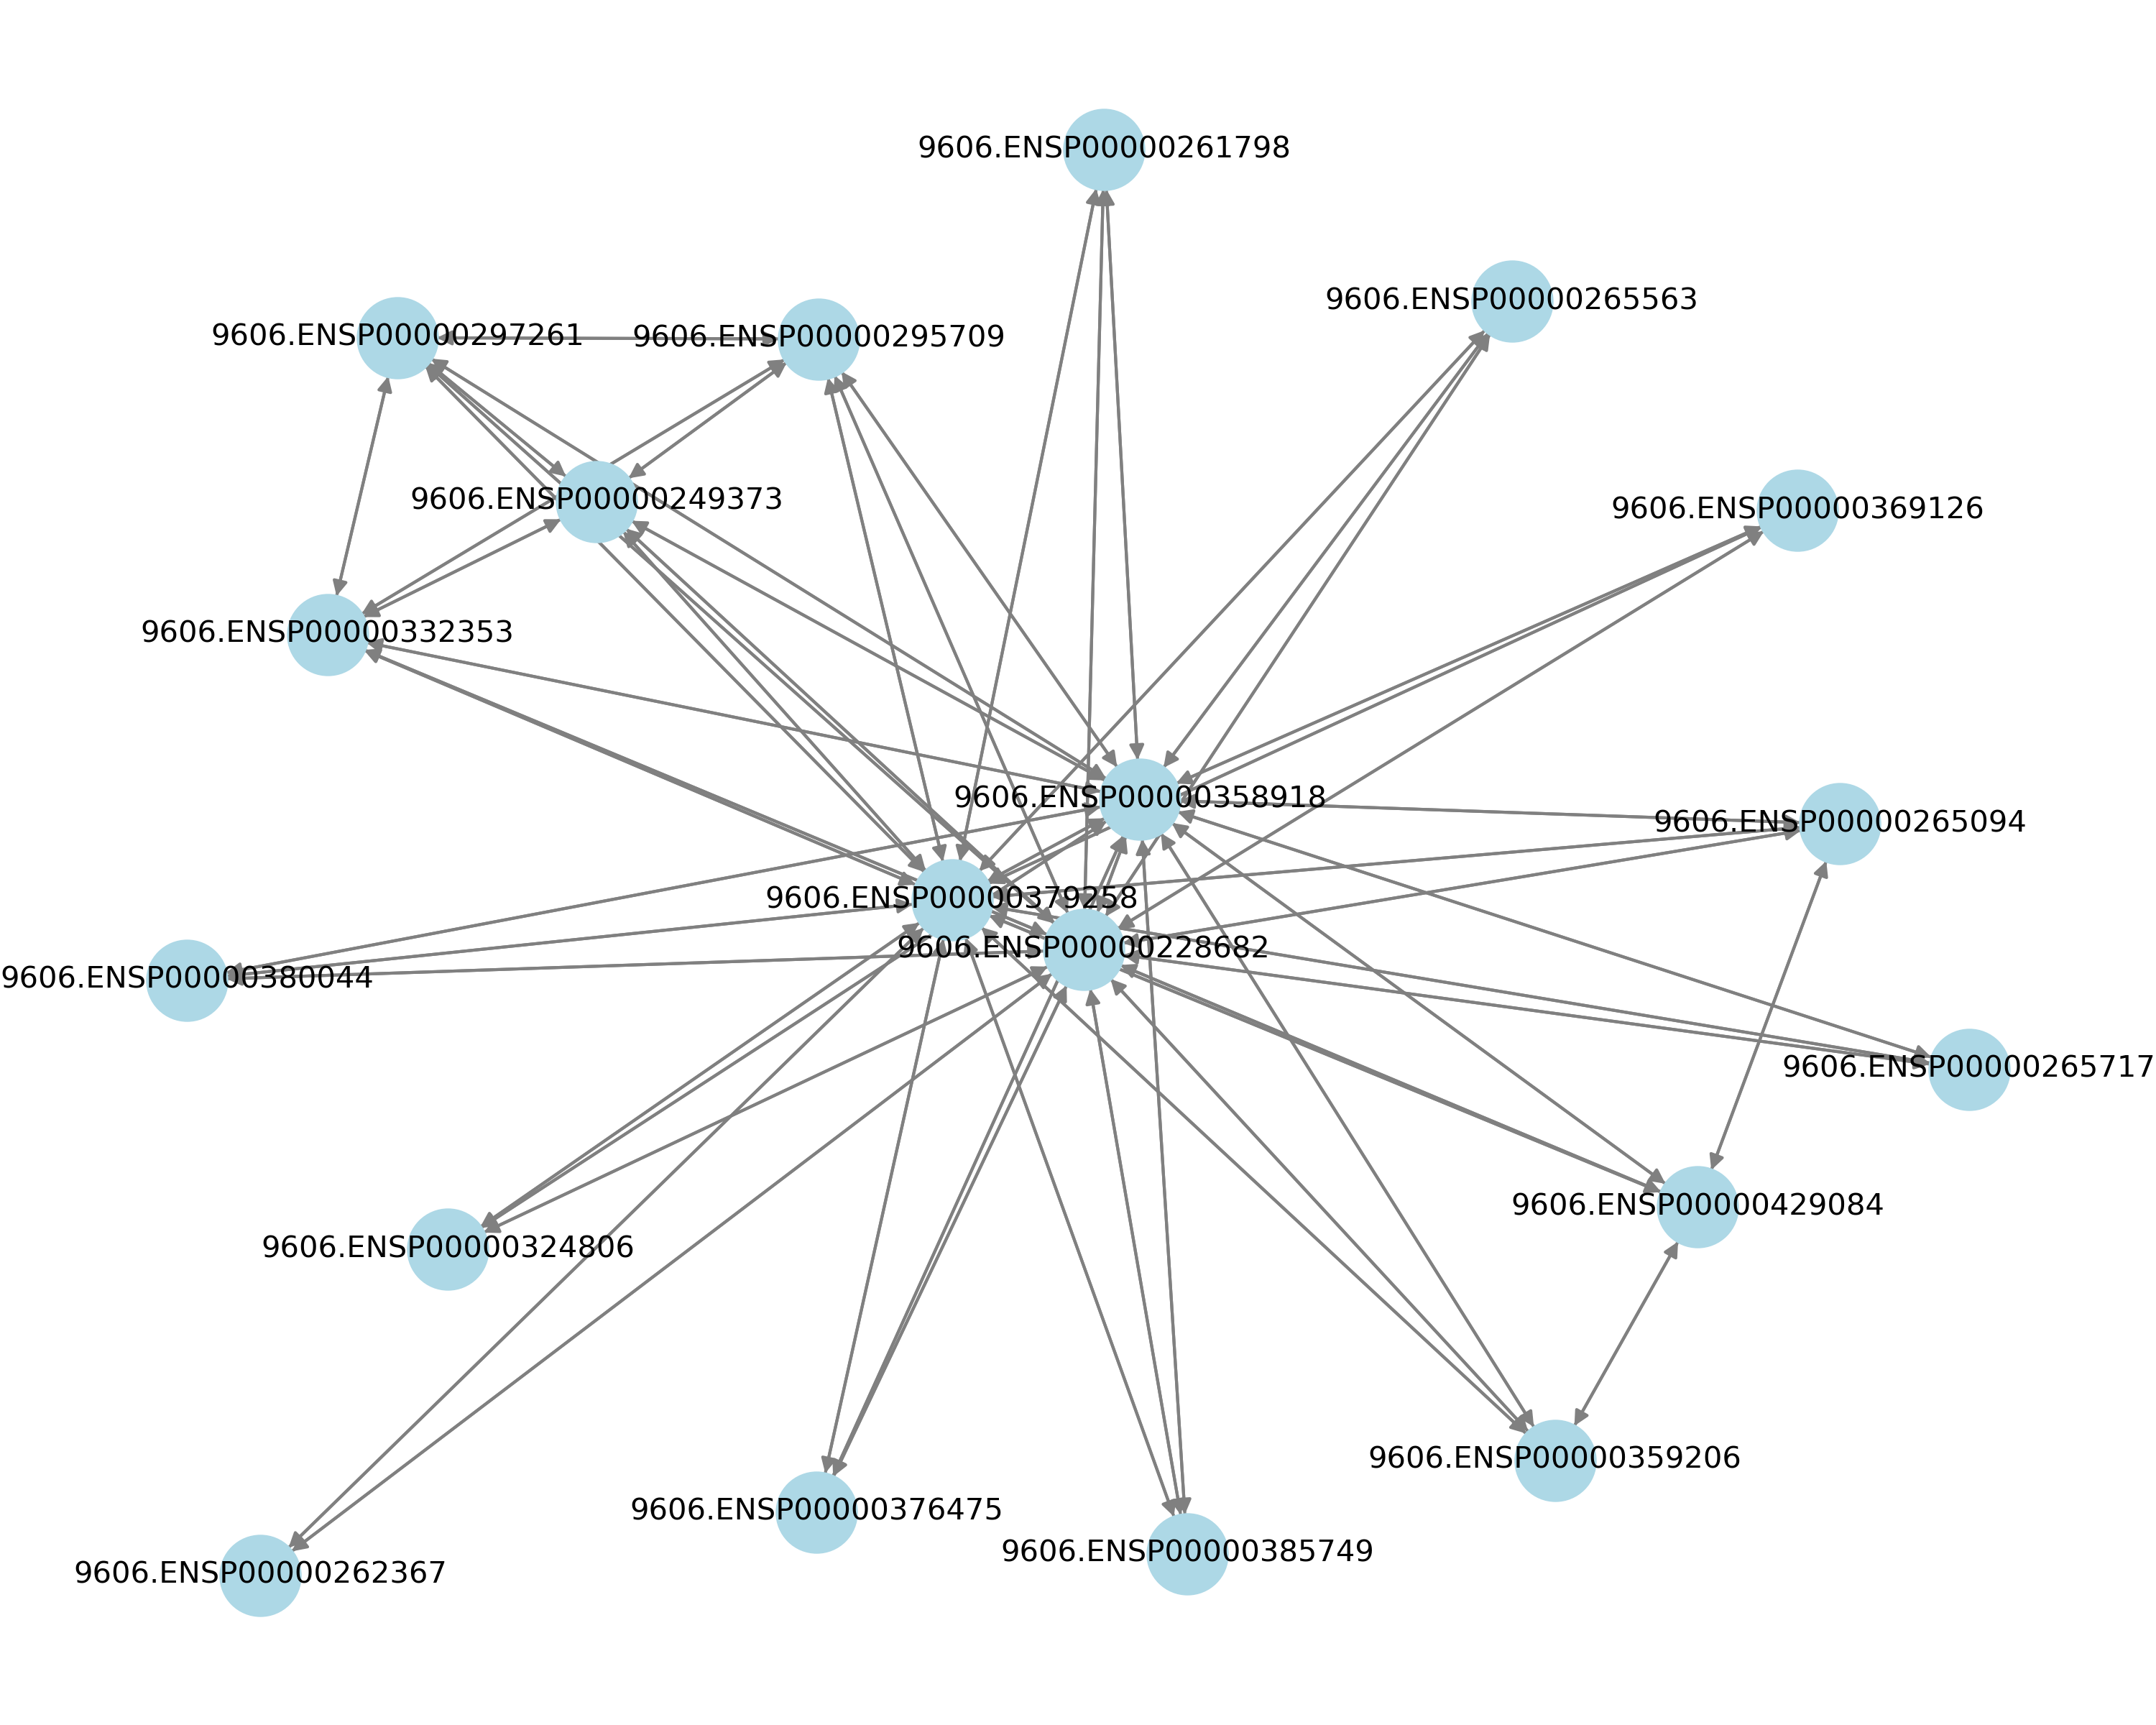 9606.ENSP00000261798
9606.ENSP00000265563
9606.ENSP00000297261
9606.ENSP00000295709
9606.ENSP00000249373
9606.ENSP00000369126
9606.ENSP00000332353
9606.ENSP00000358918
9606.ENSP00000265094
9606.ENSP00000379258
9606.ENSP00000228682
9606.ENSP00000380044
9606.ENSP00000265717
9606.ENSP00000429084
9606.ENSP00000324806
9606.ENSP00000359206
9606.ENSP00000376475
9606.ENSP00000385749
9606.ENSP00000262367